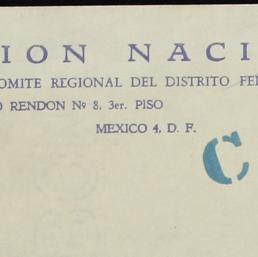 ION NACI
OMITE REGIONAL DEL DISTRITO FE
O RENDON Nº 8, 3er. PISO
MEXICO 4, D. F.
C